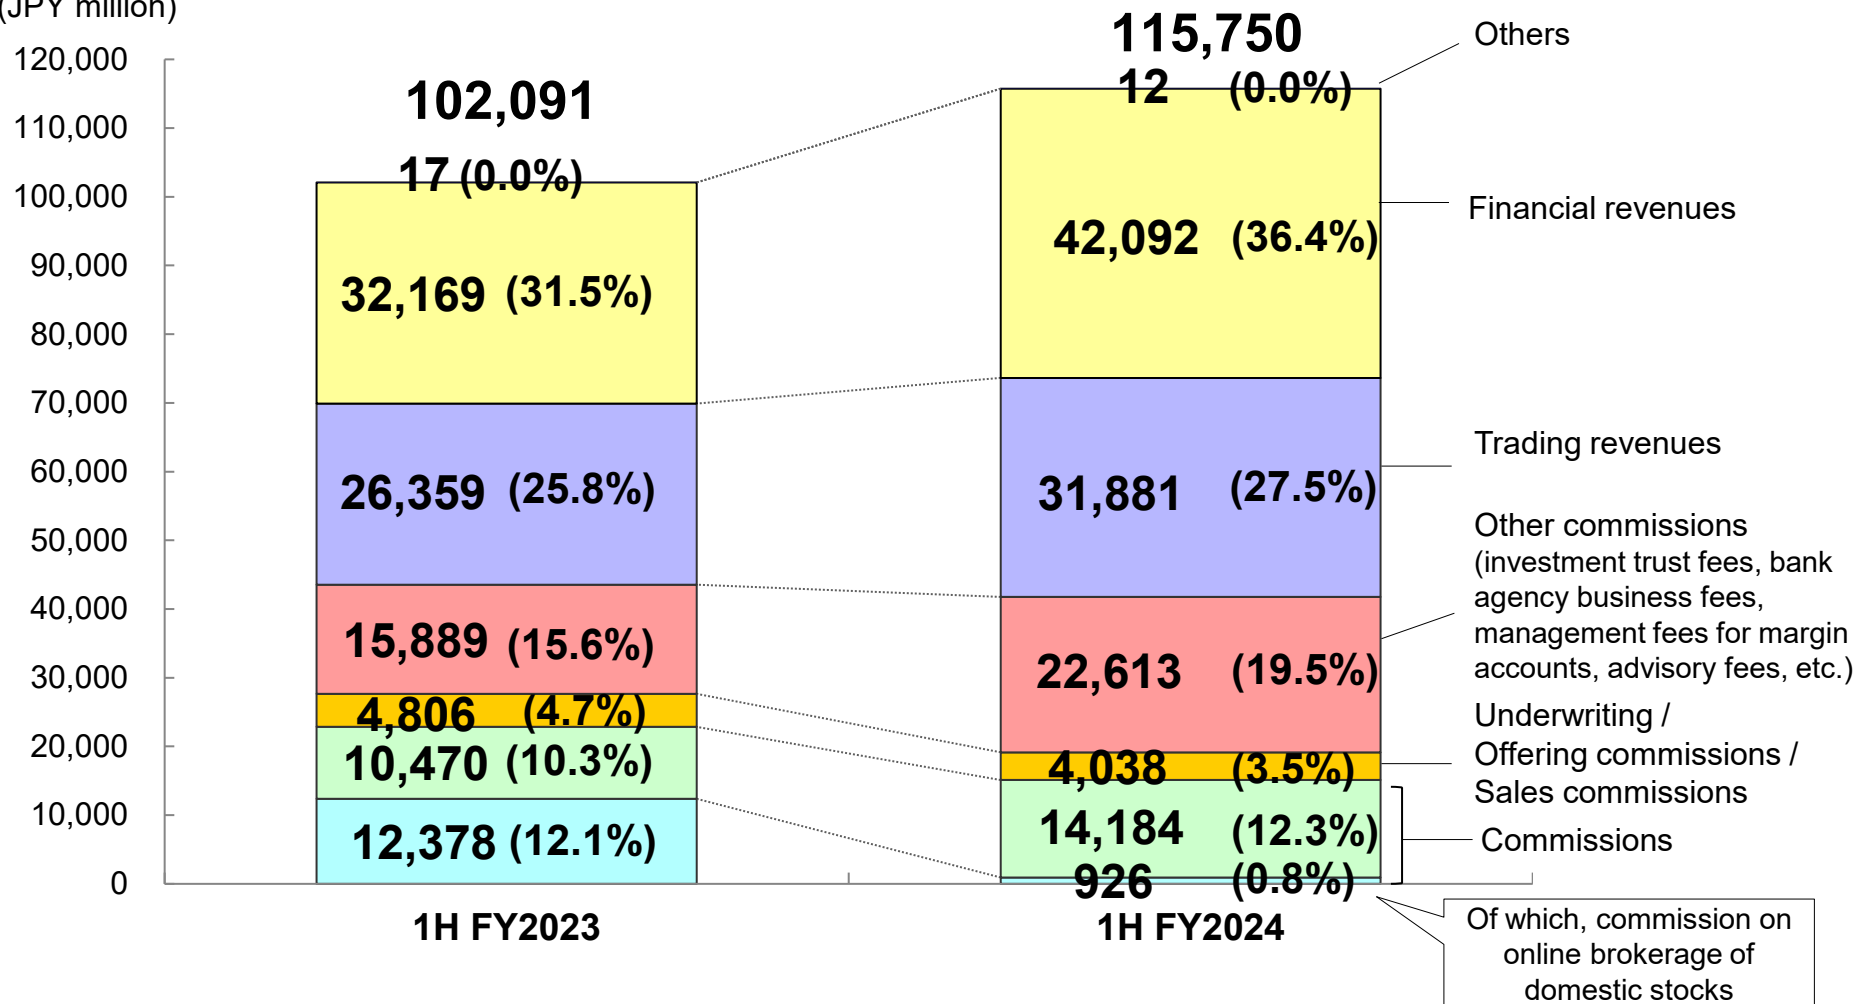 (JPY million)
120,000
110,000
100,000
90,000
80,000
70,000
60,000
50,000
40,000
30,000
20,000
10,000
0
102,091
17 (0.0%)
32,169 (31.5%)
26,359 (25.8%)
15,889 (15.6%)
4,806 (4.7%)
10,470 (10.3%)
12,378 (12.1%)
1H FY2023
115,750
12 (0.0%)
42,092 (36.4%)
31,881 (27.5%)
22,613 (19.5%)
4,038 (3.5%)
14,184 (12.3%)
926 (0.8%)
1H FY2024
Others
Financial revenues
Trading revenues
Other commissions
(investment trust fees, bank
agency business fees,
management fees for margin
accounts, advisory fees, etc.)
Underwriting /
Offering commissions /
Sales commissions
Commissions
Of which, commission on
online brokerage of
domestic stocks